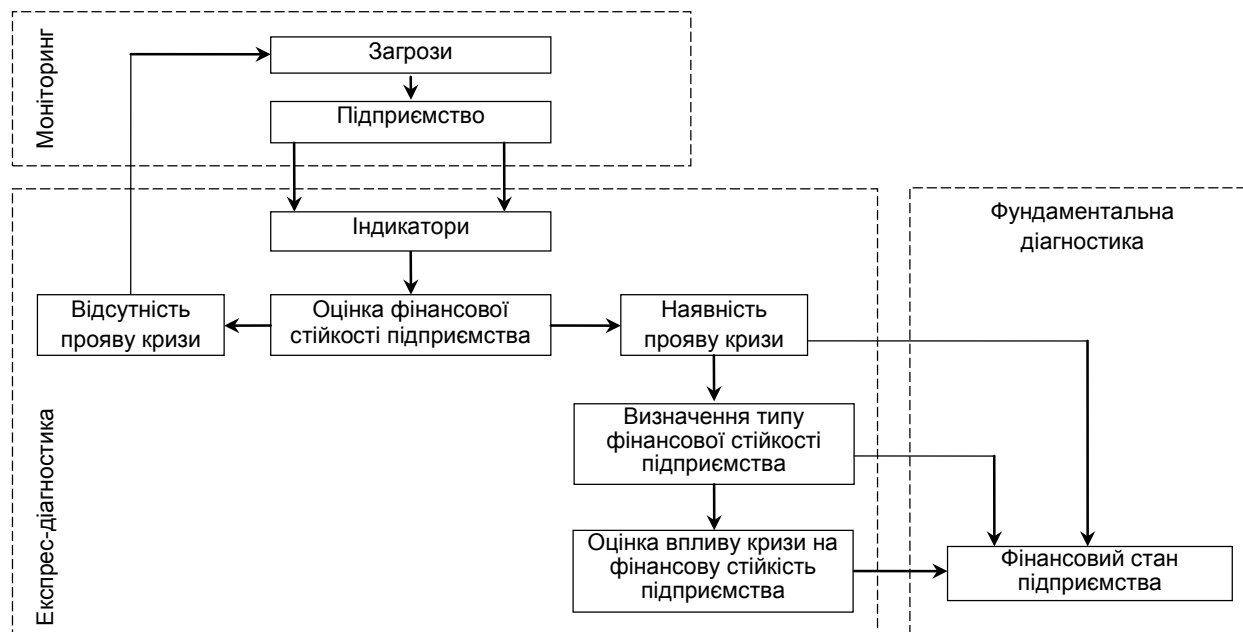 Моніторинг
Загрози
Підприємство
Індикатори
Фундаментальна
діагностика
Відсутність
прояву кризи
Оцінка фінансової
стійкості підприємства
Наявність
прояву кризи
Експрес-діагностика
Визначення типу
фінансової стійкості
підприємства
Оцінка впливу кризи на
фінансову стійкість
підприємства
Фінансовий стан
підприємства